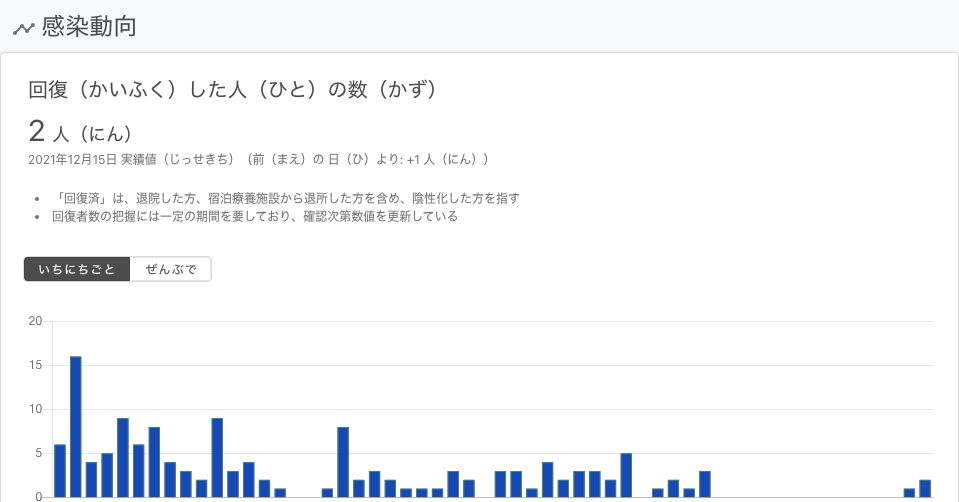 感染動向
回復（かいふく）した人（ひと）の数（かず）
2 人（にん）
2021年12月15日 実績値（じっせきち）（前（まえ）の 日（ひ）より: +1 人（にん））
「回復済」は、退院した方、宿泊療養施設から退所した方を含め、陰性化した方を指す
回復者数の把握には一定の期間を要しており、確認次第数値を更新している
いちにちごと ぜんぶで
20
15
10
5
0